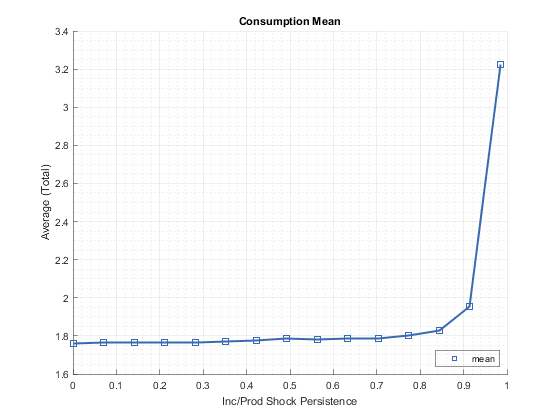 Consumption Mean
3.4
3.2
3
2.8
2.6
2.4
2.2
2
1.8
1.6
Average (Total)
0 0.1 0.2 0.3 0.4 0.5 0.6 0.7 0.8 0.9 1
Inc/Prod Shock Persistence
mean